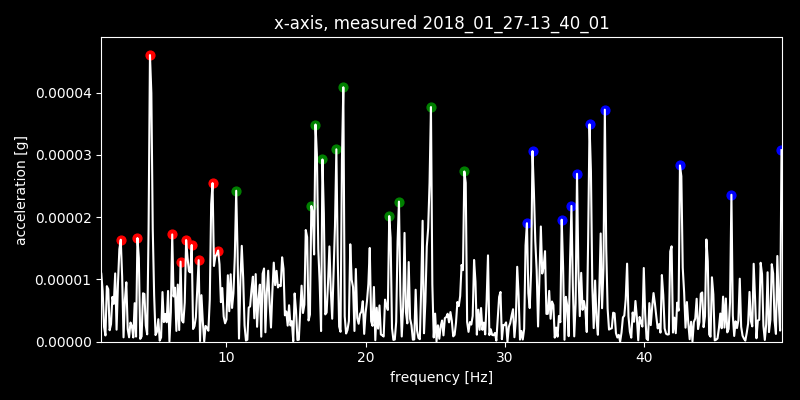 x-axis, measured 2018_01_27-13_40_01
acceleration [g]
0.00004
0.00003
0.00002
0.00001
0.00000
10 20 30 40
frequency [Hz]